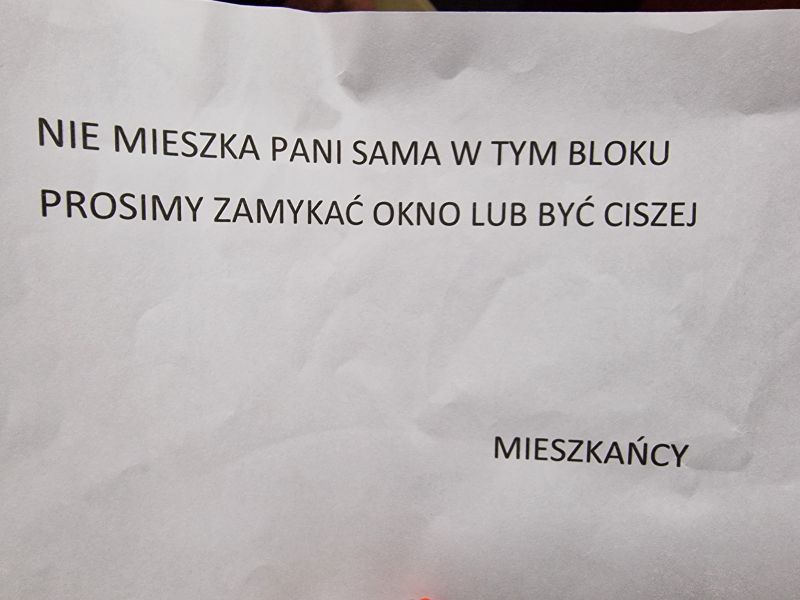 NIE MIESZKA PANI SAMA W TYM BLOKU
PROSIMY ZAMYKAĆ OKNO LUB BYĆ CISZEJ
MIESZKAŃCY